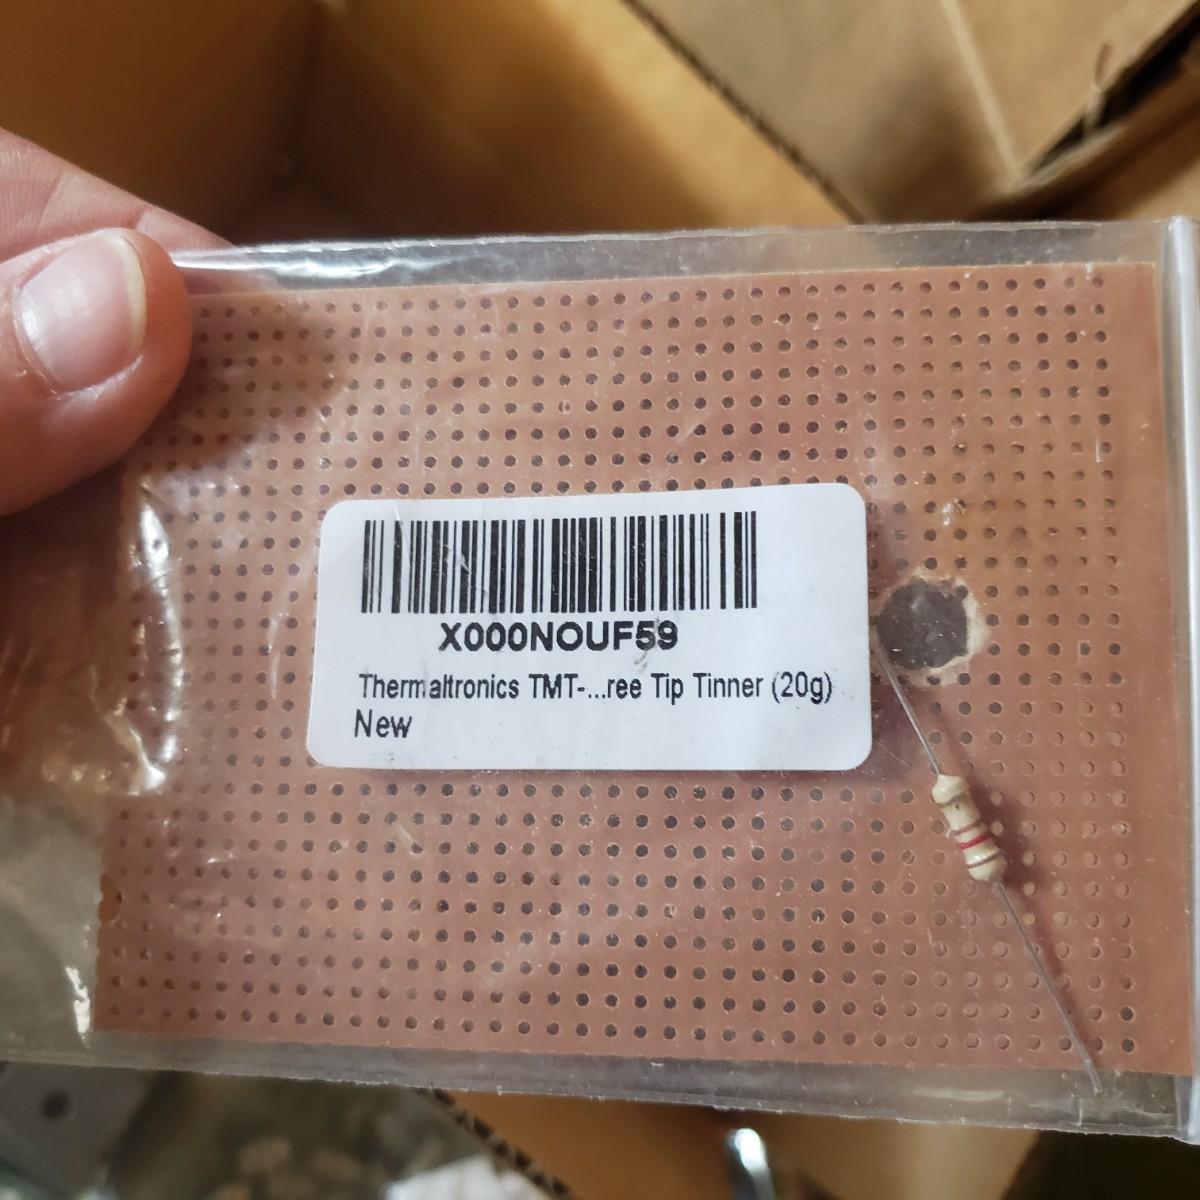 X000NOUF59
Thermaltronics TMT-...ree Tip Tinner (20g)
New